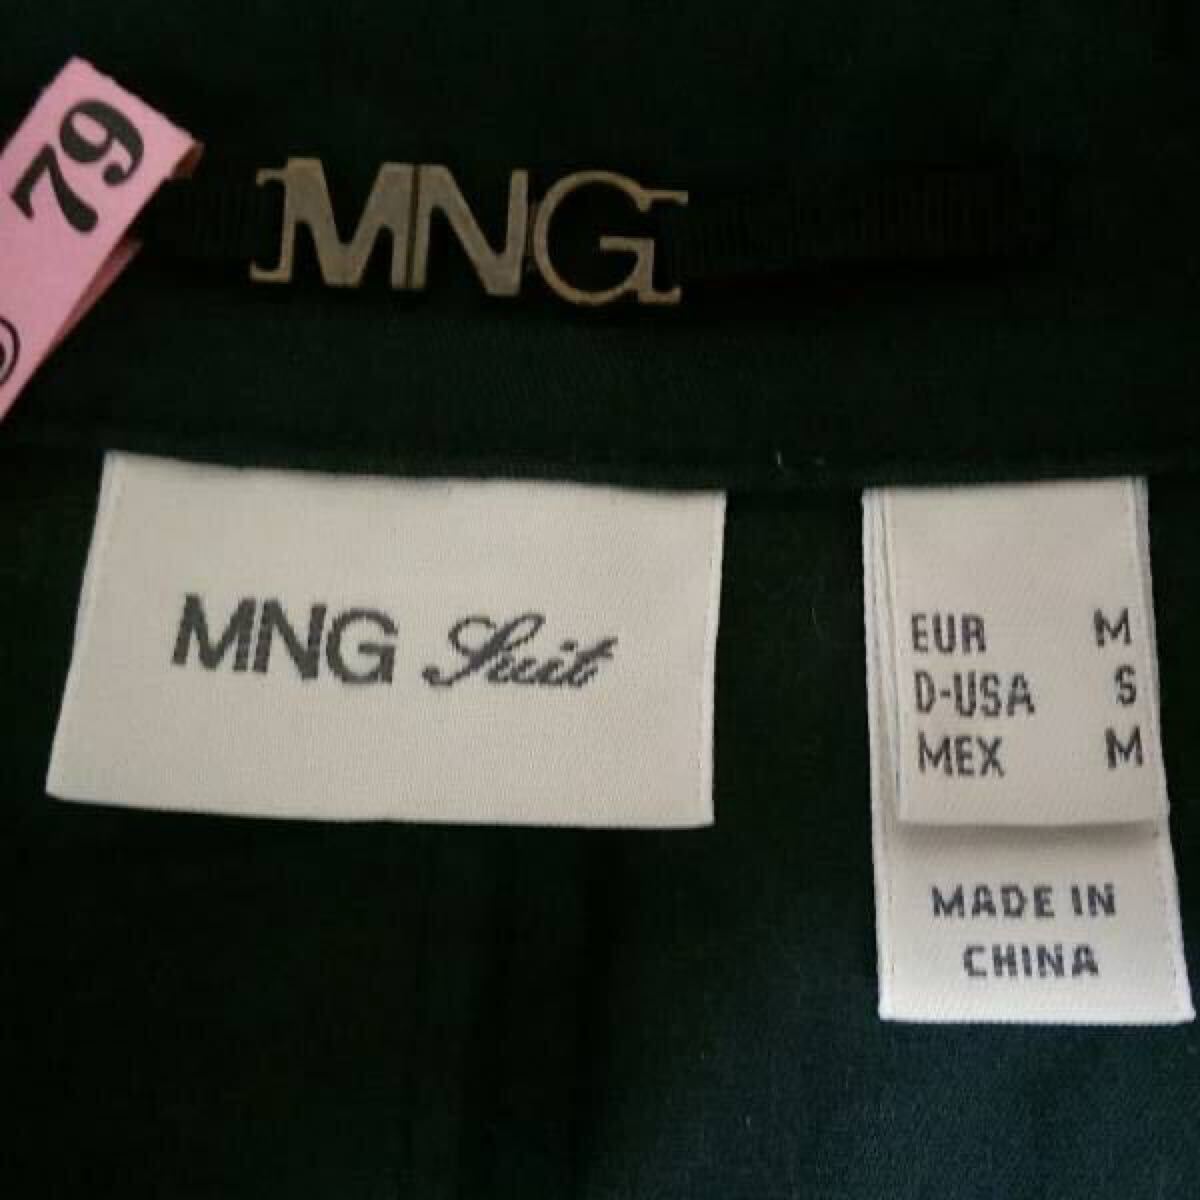 79
MNG
MNG Suit
EUR M
D-USA S
MEX M
MADE IN
CHINA